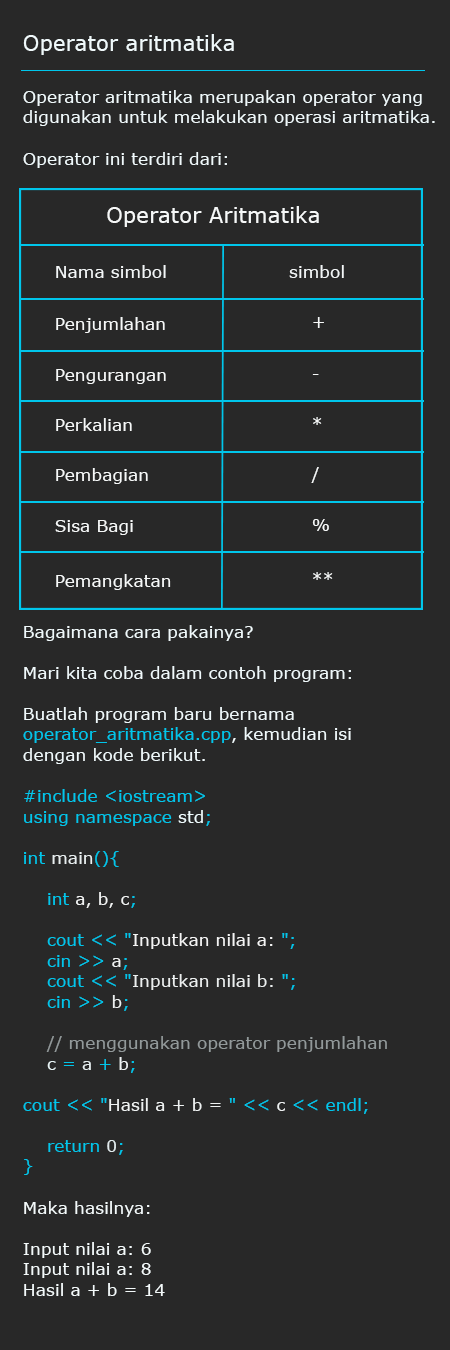 Operator aritmatika
Operator aritmatika merupakan operator yang
digunakan untuk melakukan operasi aritmatika.
Operator ini terdiri dari:
Operator Aritmatika
Nama simbol simbol
Penjumlahan +
Pengurangan -
Perkalian *
Pembagian /
Sisa Bagi %
Pemangkatan **
Bagaimana cara pakainya?
Mari kita coba dalam contoh program:
Buatlah program baru bernama
operator_aritmatika.cpp, kemudian isi
dengan kode berikut.
#include <iostream>
using namespace std;
int main(){
int a, b, c;
cout << "Inputkan nilai a: ";
cin >> a;
cout << "Inputkan nilai b: ";
cin >> b;
// menggunakan operator penjumlahan
c = a + b;
cout << "Hasil a + b = " << c << endl;
return 0;
}
Maka hasilnya:
Input nilai a: 6
Input nilai a: 8
Hasil a + b = 14